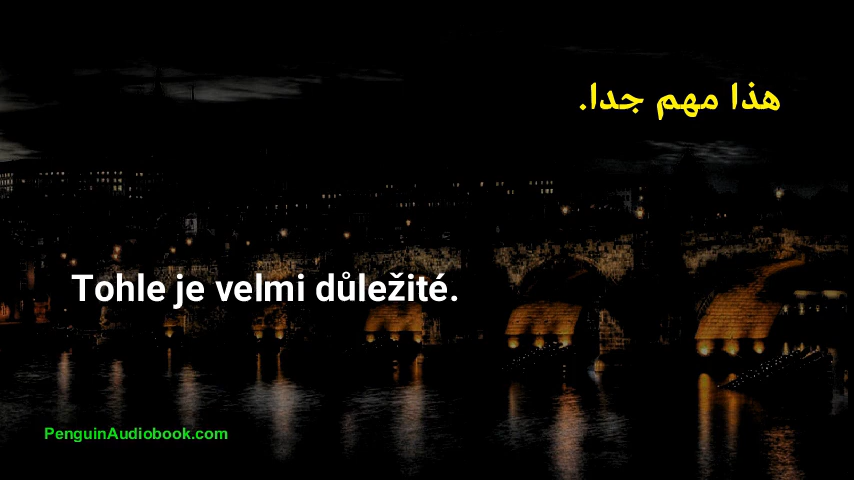 هذا مهم جدا.
Tohle je velmi důležité.
PenguinAudiobook.com